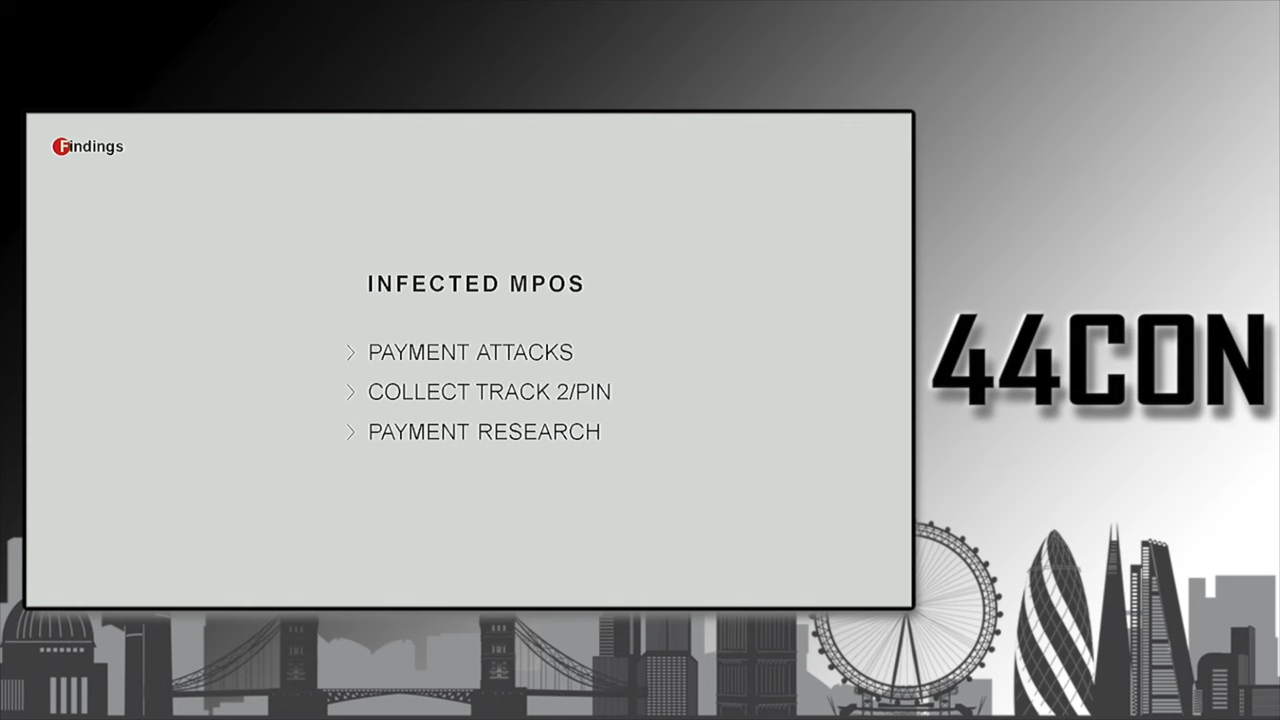 Findings
INFECTED MPOS
PAYMENT ATTACKS
COLLECT TRACK 2/PIN
PAYMENT RESEARCH
44CON